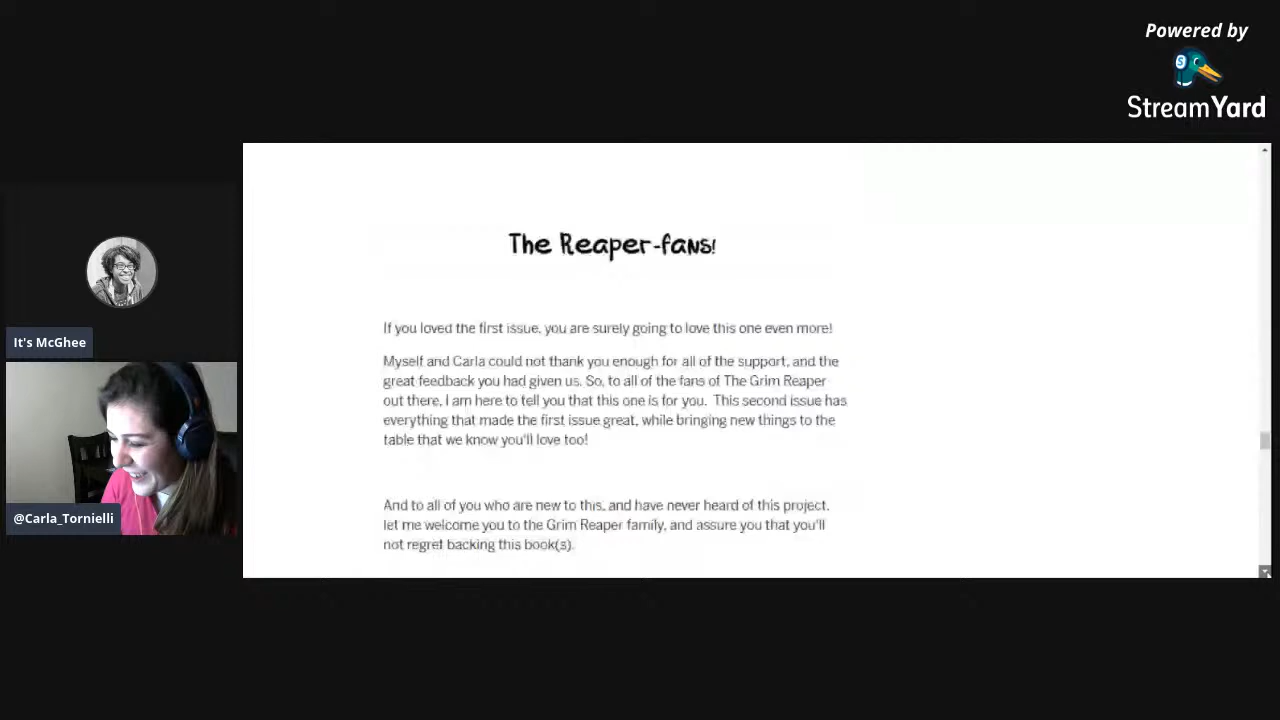 Powered by
StreamYard
The Reaper-fans!
If you loved the first issue, you are surely going to love this one even more!
Myself and Carla could not thank you enough for all of the support, and the
great feedback you had given us. So, to all of the fans of The Grim Reaper
out there, I am here to tell you that this one is for you. This second issue has
everything that made the first issue great, while bringing new things to the
table that we know you'll love too!
And to all of you who are new to this, and have never heard of this project,
let me welcome you to the Grim Reaper family, and assure you that you'll
not regret backing this book(s).
It's McGhee
@Carla_Tornielli